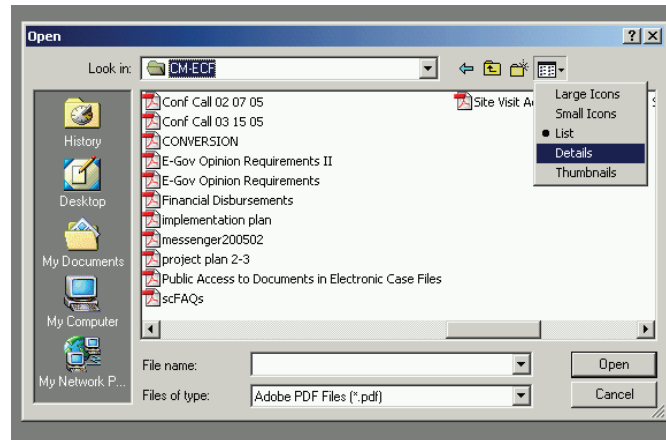 Open
Look in:
CM-ECF
History
Desktop
My Documents
My Computer
My Network P...
Conf Call 02 07 05
Conf Call 03 15 05
CONVERSION
E-Gov Opinion Requirements II
E-Gov Opinion Requirements
Financial Disbursements
implementation plan
messenger200502
project plan 2-3
Public Access to Documents in Electronic Case Files
scFAQs
Site Visit
Large Icons
Small Icons
List
Details
Thumbnails
File name:
Open
Files of type:
Adobe PDF Files (*.pdf)
Cancel